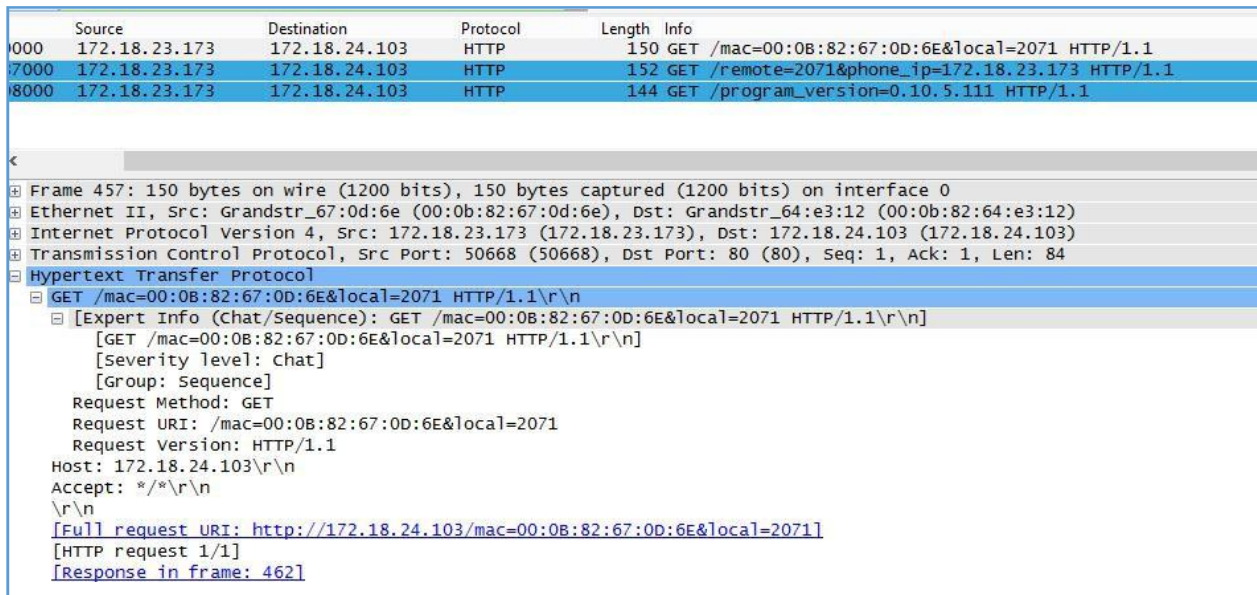 Source Destination Protocol Length Info
0000 172.18.23.173 172.18.24.103 HTTP 150 GET /mac=00:0B:82:67:0D:6E&local=2071 HTTP/1.1
7000 172.18.23.173 172.18.24.103 HTTP 152 GET /remote=2071&phone_ip=172.18.23.173 HTTP/1.1
8000 172.18.23.173 172.18.24.103 HTTP 144 GET /program_version=0.10.5.111 HTTP/1.1
Frame 457: 150 bytes on wire (1200 bits), 150 bytes captured (1200 bits) on interface 0
Ethernet II, Src: Grandstr_67:0d:6e (00:0b:82:67:0d:6e), Dst: Grandstr_64:e3:12 (00:0b:82:64:e3:12)
Internet Protocol Version 4, Src: 172.18.23.173 (172.18.23.173), Dst: 172.18.24.103 (172.18.24.103)
Transmission Control Protocol, Src Port: 50668 (50668), Dst Port: 80 (80), Seq: 1, Ack: 1, Len: 84
Hypertext Transfer Protocol
GET /mac=00:0B:82:67:0D:6E&local=2071 HTTP/1.1\r\n
[Expert Info (Chat/Sequence): GET /mac=00:0B:82:67:0D:6E&local=2071 HTTP/1.1\r\n]
[GET /mac=00:0B:82:67:0D:6E&local=2071 HTTP/1.1\r\n]
[Severity level: Chat]
[Group: Sequence]
Request Method: GET
Request URI: /mac=00:0B:82:67:0D:6E&local=2071
Request Version: HTTP/1.1
Host: 172.18.24.103\r\n
Accept: */*\r\n
\r\n
[Full request URI: http://172.18.24.103/mac=00:0B:82:67:0D:6E&local=2071]
[HTTP request 1/1]
[Response in frame: 462]